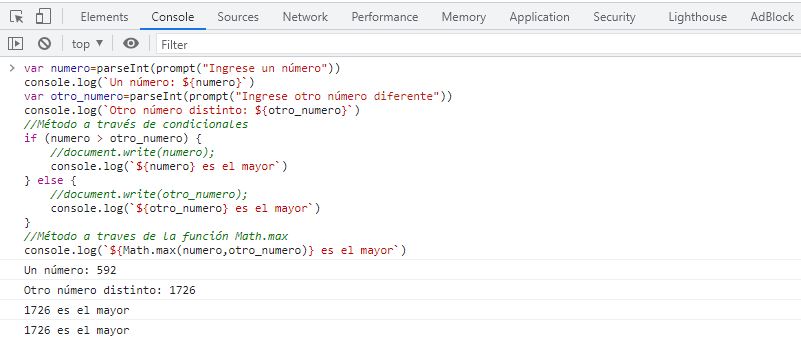 Elements Console Sources Network Performance Memory Application Security Lighthouse AdBlock
top Filter
> var numero=parseInt(prompt("Ingrese un número"))
console.log(`Un número: ${numero}`)
var otro_numero=parseInt(prompt("Ingrese otro número diferente"))
console.log(`Otro número distinto: ${otro_numero}`)
//Método a través de condicionales
if (numero > otro_numero) {
    //document.write(numero);
    console.log(`${numero} es el mayor`)
} else {
    //document.write(otro_numero);
    console.log(`${otro_numero} es el mayor`)
}
//Método a traves de la función Math.max
console.log(`${Math.max(numero,otro_numero)} es el mayor`)
Un número: 592
Otro número distinto: 1726
1726 es el mayor
1726 es el mayor